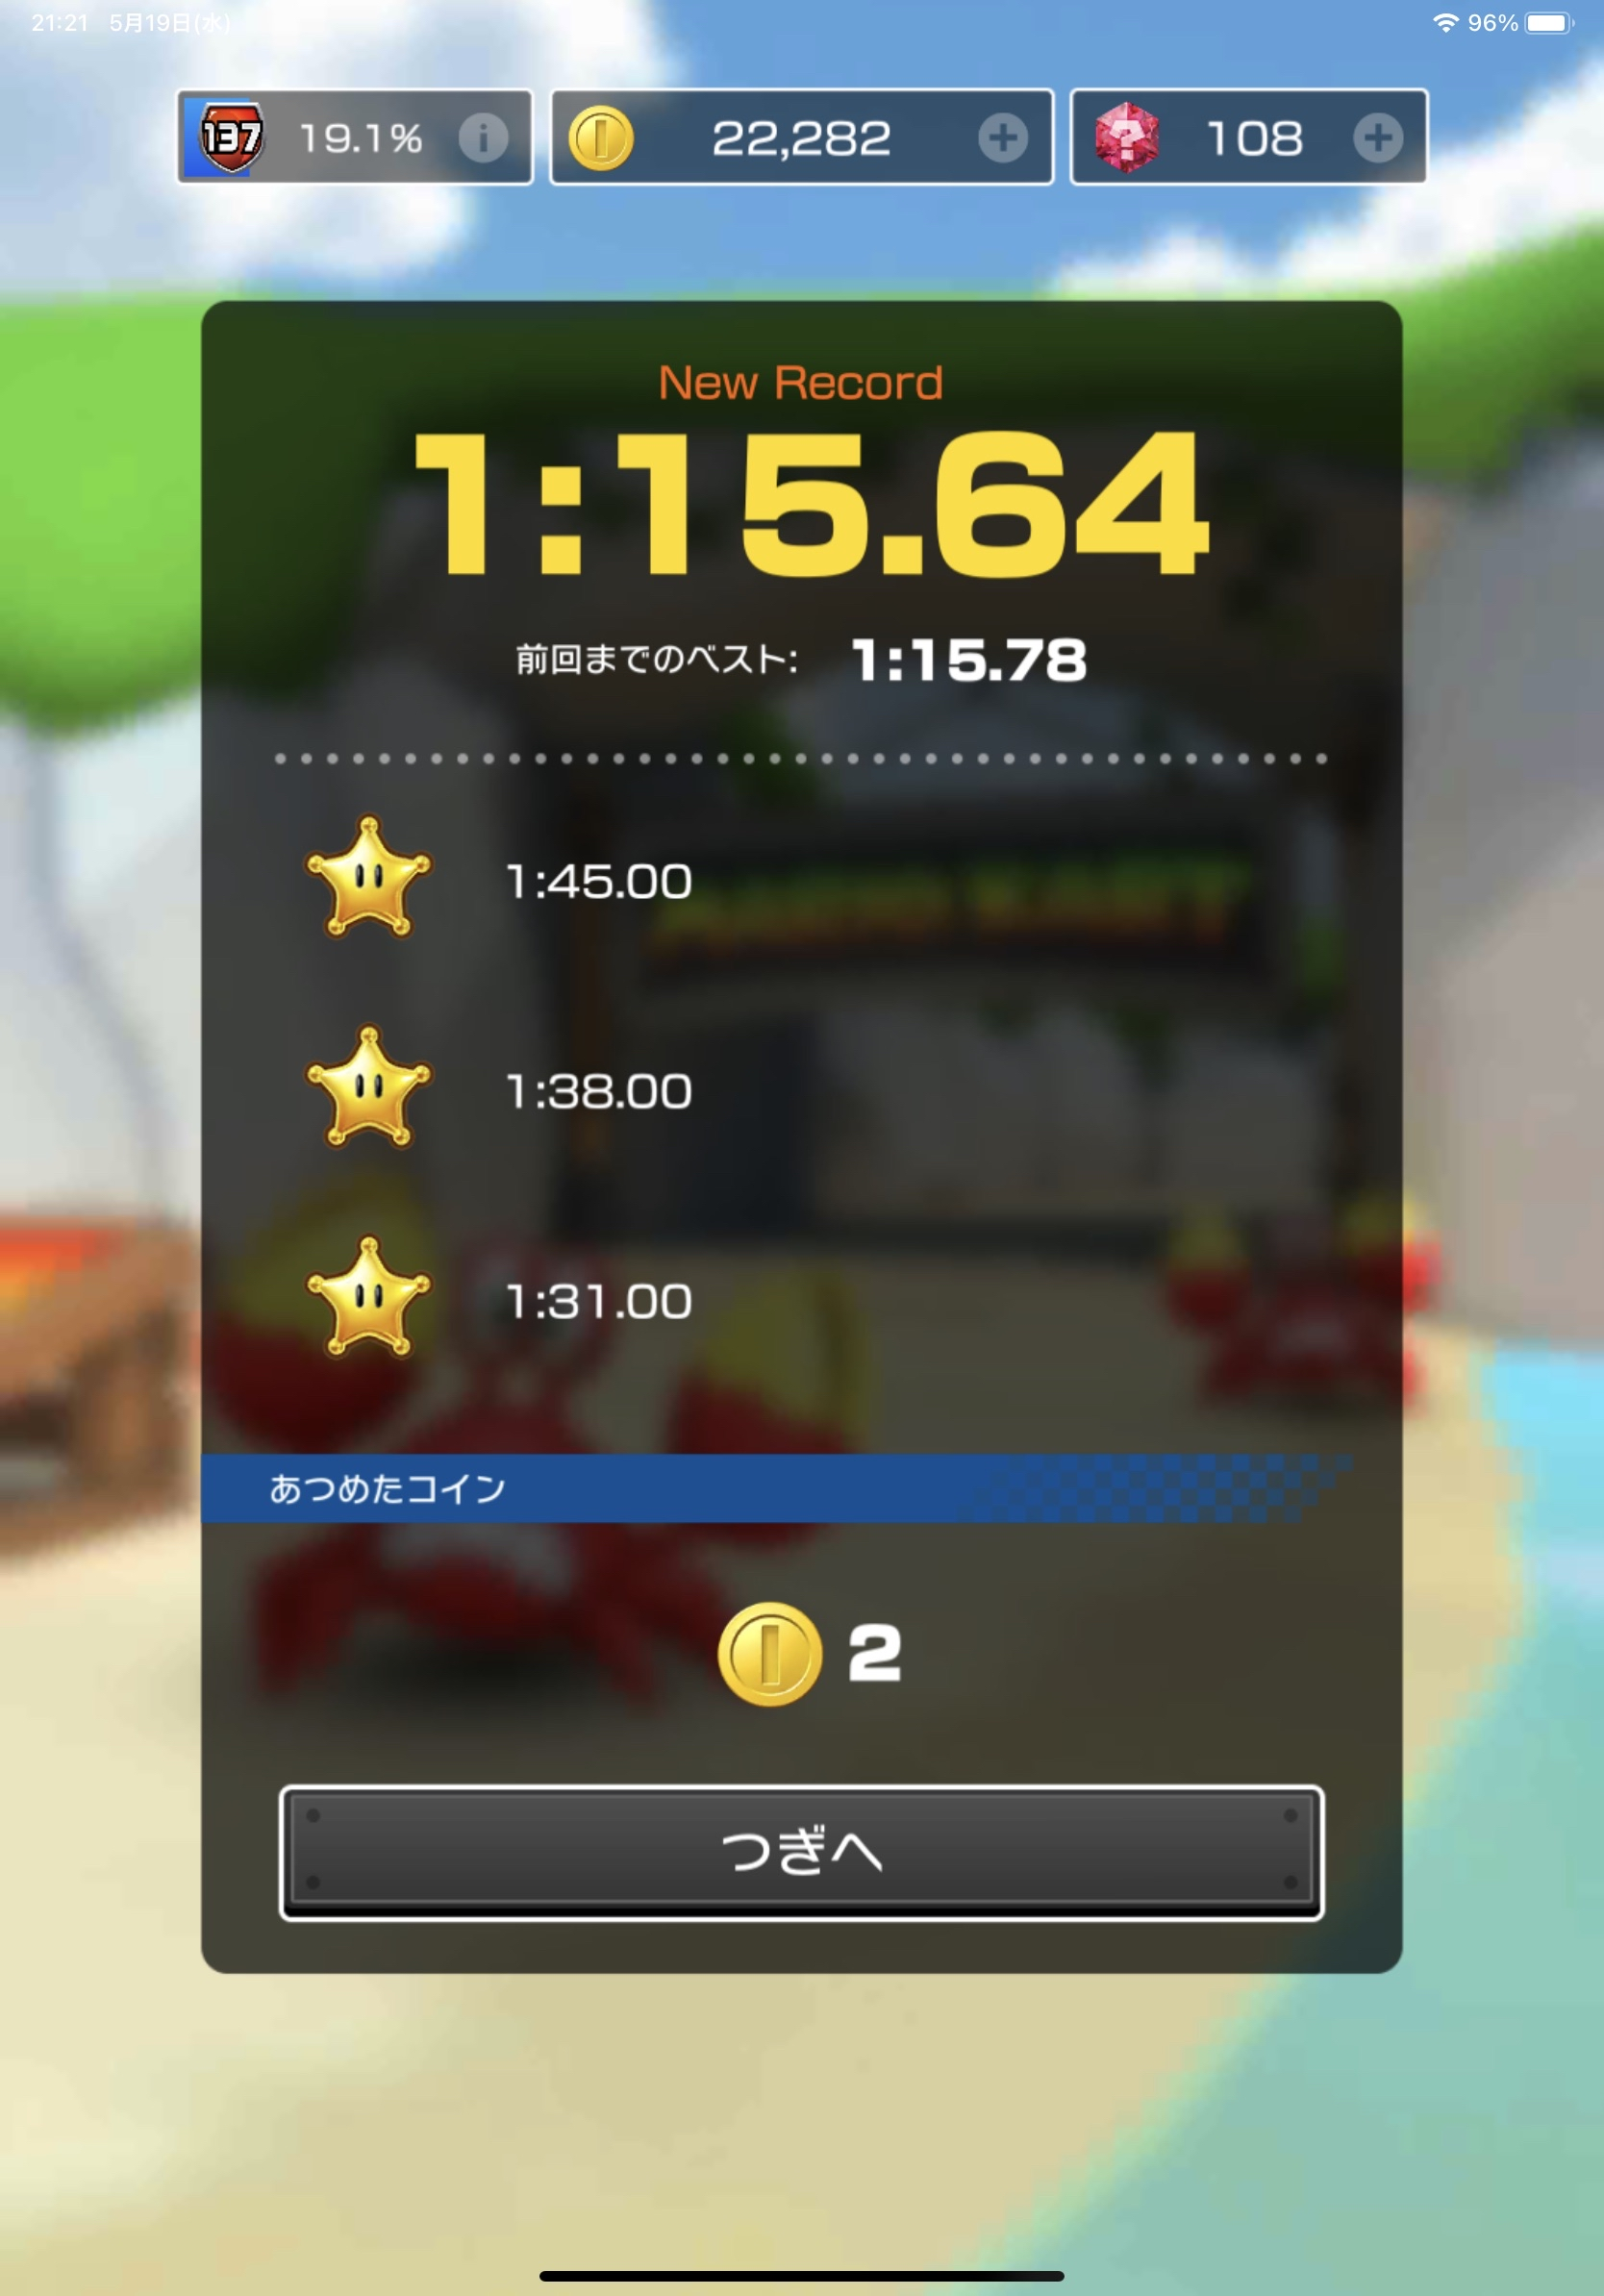 21:21 5月19日(水) 96%
137 19.1% 22,282 108
New Record
1:15.64
前回までのベスト: 1:15.78
1:45.00
1:38.00
1:31.00
MARIO KART
あつめたコイン
2
つぎへ